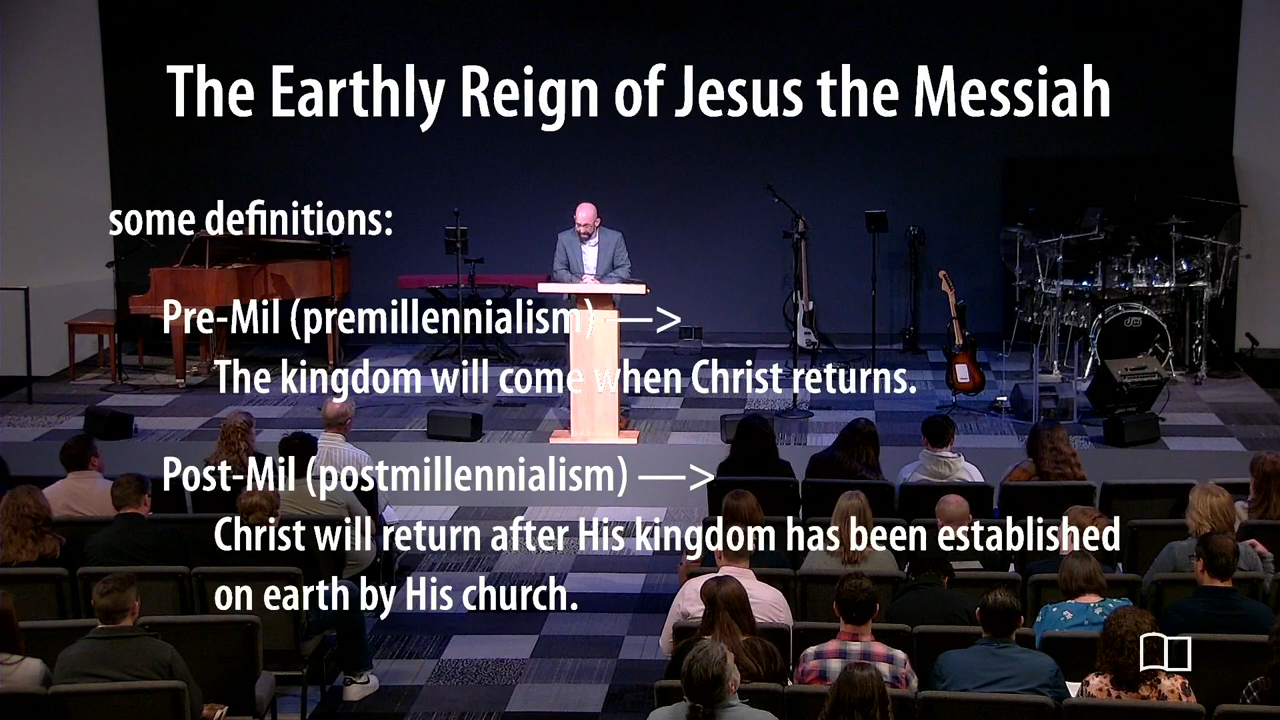 The Earthly Reign of Jesus the Messiah
some definitions:
Pre-Mil (premillennialism) —>
The kingdom will come when Christ returns.
Post-Mil (postmillennialism) —>
Christ will return after His kingdom has been established
on earth by His church.